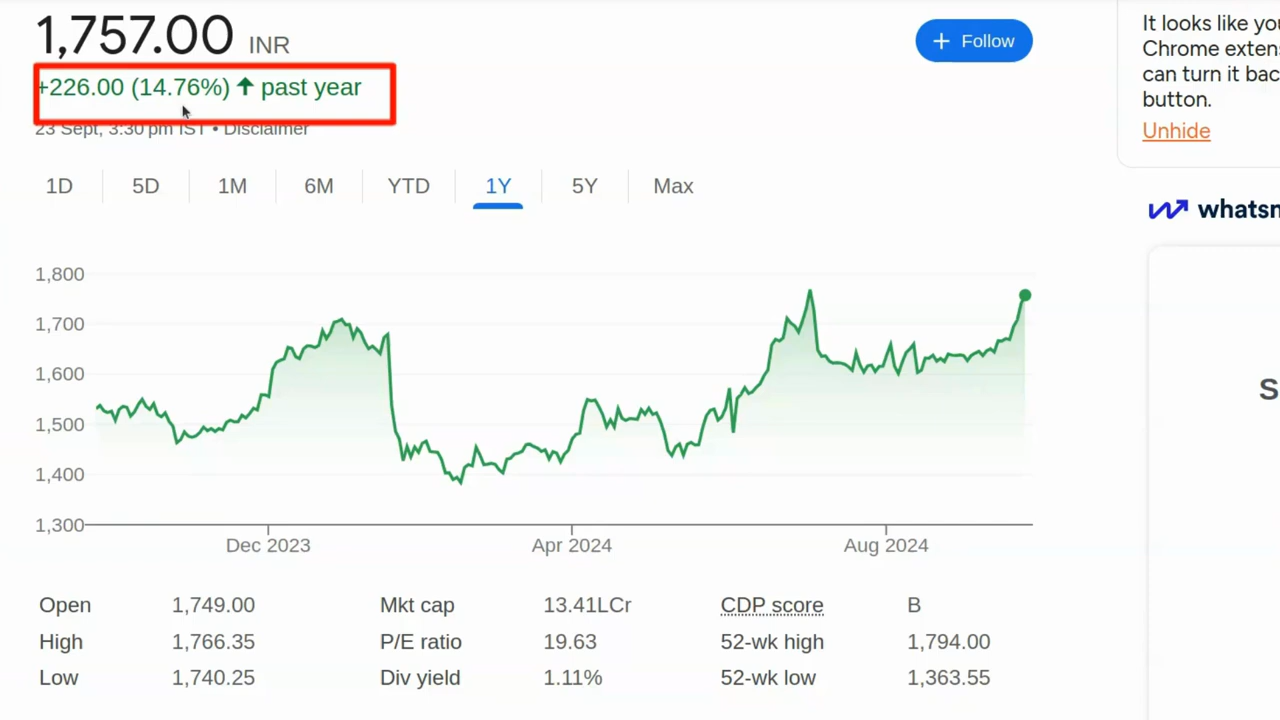 1,757.00 INR
+226.00 (14.76%) ↑ past year
23 Sept, 3:30 pm IST • Disclaimer
+ Follow
1D 5D 1M 6M YTD 1Y 5Y Max
1,800
1,700
1,600
1,500
1,400
1,300
Dec 2023 Apr 2024 Aug 2024
Open 1,749.00 Mkt cap 13.41LCr CDP score B
High 1,766.35 P/E ratio 19.63 52-wk high 1,794.00
Low 1,740.25 Div yield 1.11% 52-wk low 1,363.55
It looks like you
Chrome extens
can turn it bac
button.
Unhide
whatsm
S